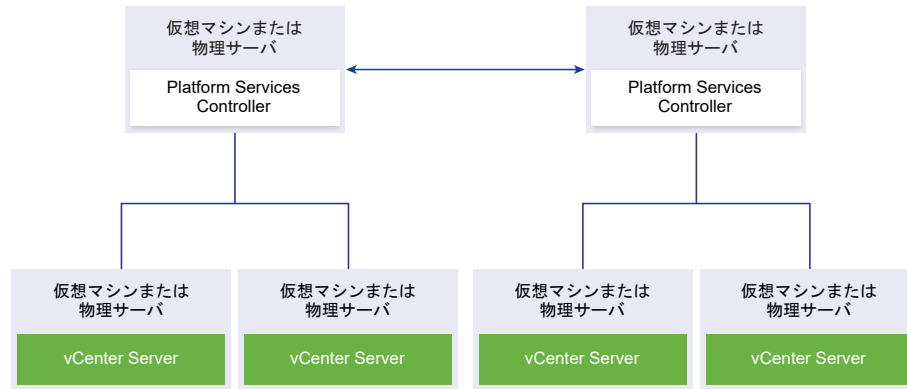 仮想マシンまたは
物理サーバ
Platform Services
Controller
仮想マシンまたは
物理サーバ
Platform Services
Controller
仮想マシンまたは
物理サーバ
vCenter Server
仮想マシンまたは
物理サーバ
vCenter Server
仮想マシンまたは
物理サーバ
vCenter Server
仮想マシンまたは
物理サーバ
vCenter Server